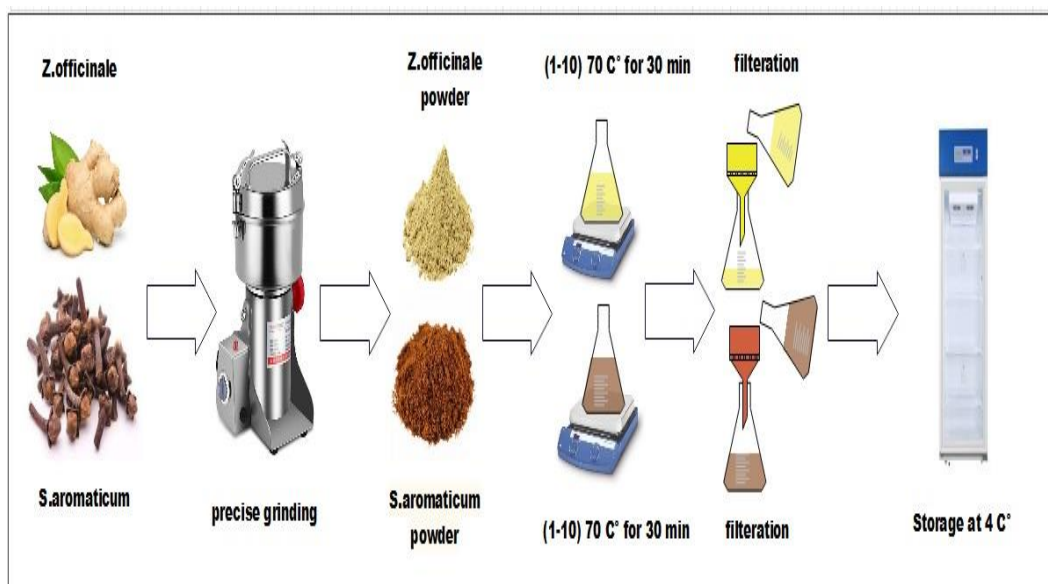 Z.officinale
S.aromaticum
precise grinding
Z.officinale
powder
S.aromaticum
powder
(1-10) 70 C° for 30 min
(1-10) 70 C° for 30 min
filteration
filteration
Storage at 4 C°